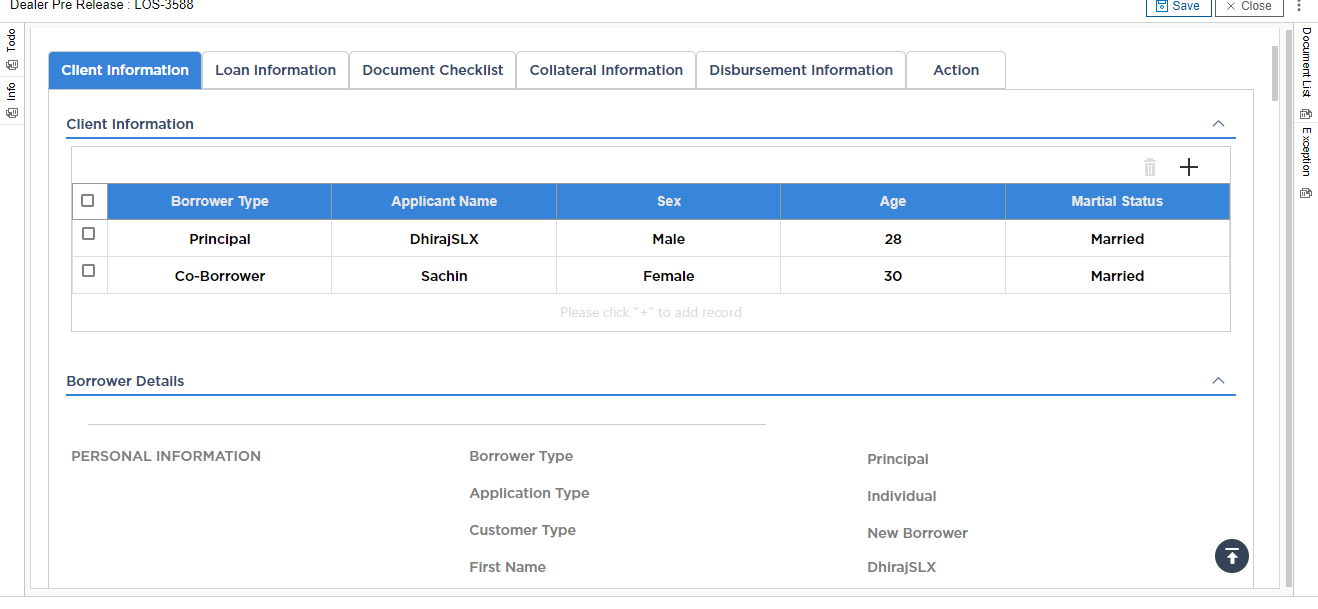 Dealer Pre Release : LOS-3588
Save
Close
Todo
Info
Document List
Exception
Client Information
Loan Information
Document Checklist
Collateral Information
Disbursement Information
Action
Client Information
Borrower Type Applicant Name Sex Age Martial Status
Principal DhirajSLX Male 28 Married
Co-Borrower Sachin Female 30 Married
Please click "+" to add record
Borrower Details
PERSONAL INFORMATION
Borrower Type Principal
Application Type Individual
Customer Type New Borrower
First Name DhirajSLX